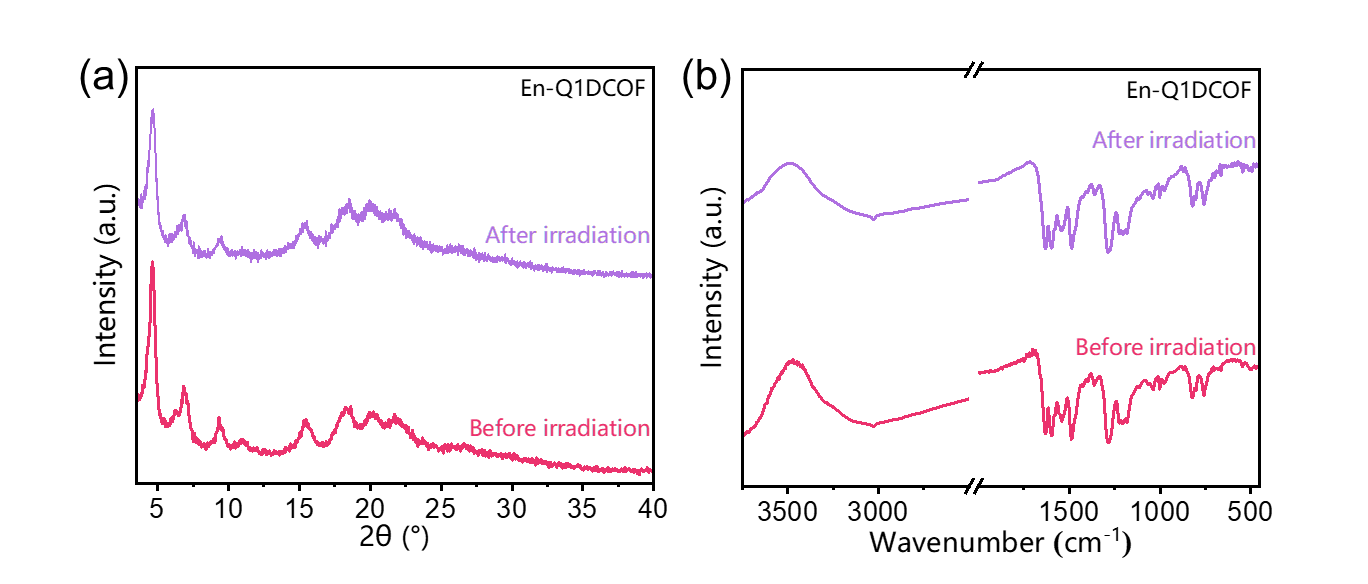 (a)
En-Q1DCOF
After irradiation
Before irradiation
Intensity (a.u.)
5 10 15 20 25 30 35 40
2θ (°)
(b)
En-Q1DCOF
After irradiation
Before irradiation
Intensity (a.u.)
3500 3000 1500 1000 500
Wavenumber (cm⁻¹)